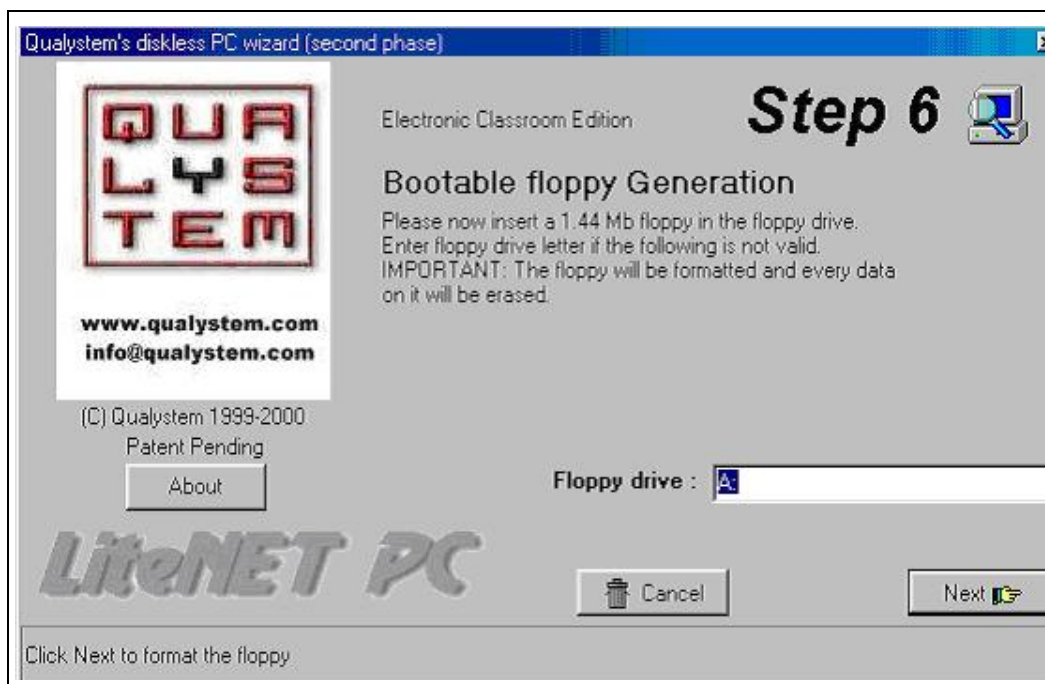 Qualystem's diskless PC wizard (second phase)
QUA
LYS
TEM
www.qualystem.com
info@qualystem.com
(C) Qualystem 1999-2000
Patent Pending
About
Electronic Classroom Edition
Step 6
Bootable floppy Generation
Please now insert a 1.44 Mb floppy in the floppy drive.
Enter floppy drive letter if the following is not valid.
IMPORTANT: The floppy will be formatted and every data
on it will be erased.
Floppy drive :
A:
LiteNET PC
Cancel
Next
Click Next to format the floppy